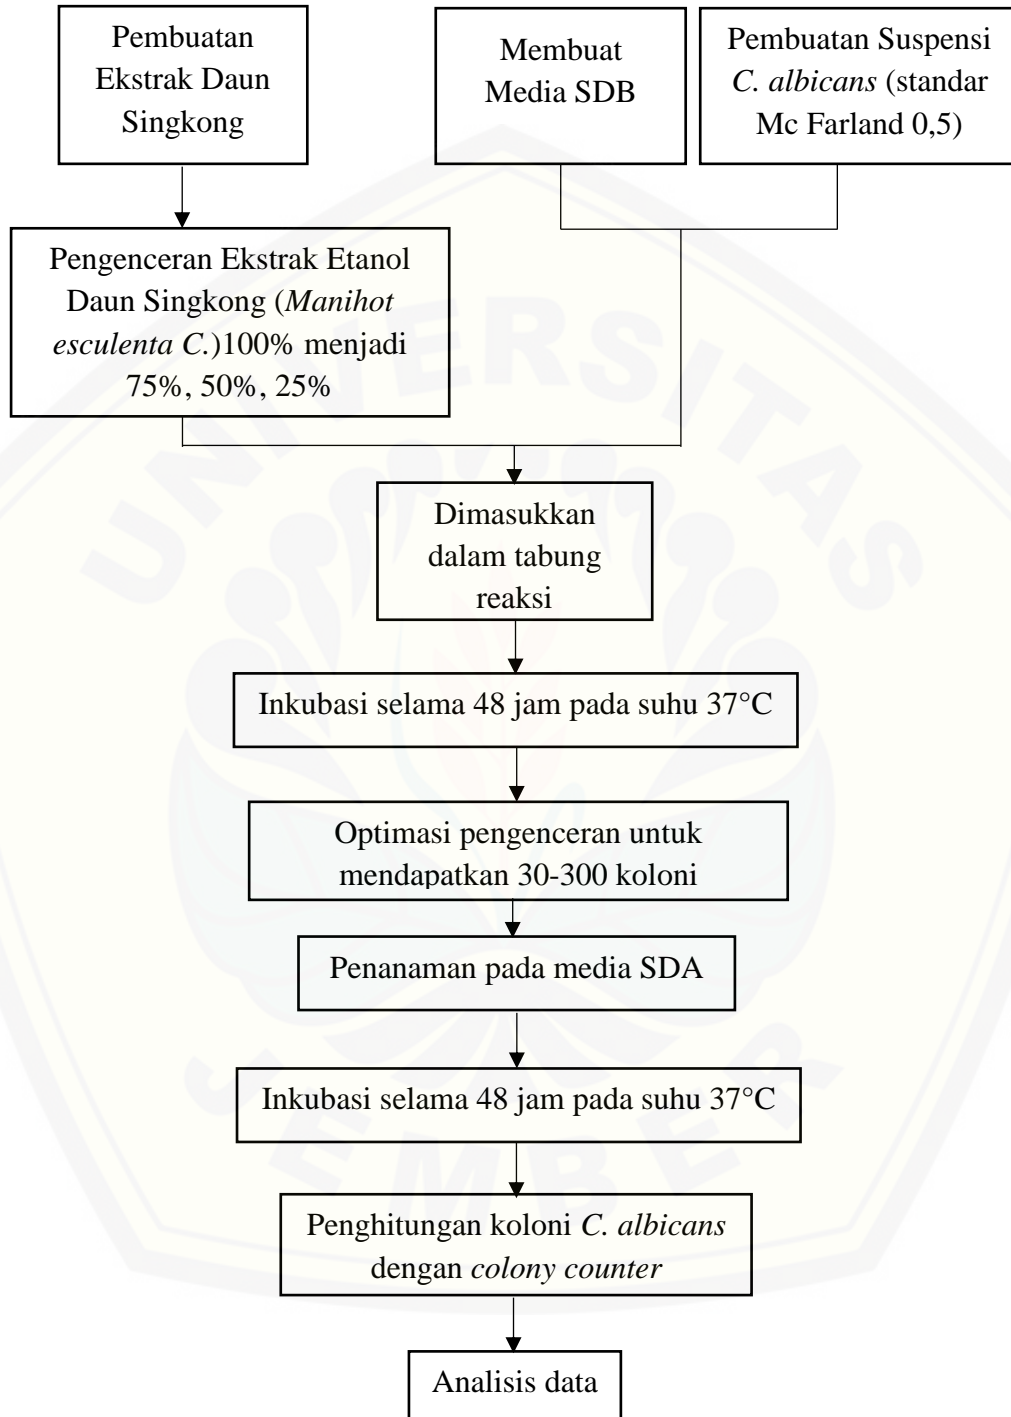 Pembuatan
Ekstrak Daun
Singkong
Membuat
Media SDB
Pembuatan Suspensi
C. albicans (standar
Mc Farland 0,5)
Pengenceran Ekstrak Etanol
Daun Singkong (Manihot
esculenta C.)100% menjadi
75%, 50%, 25%
Dimasukkan
dalam tabung
reaksi
Inkubasi selama 48 jam pada suhu 37°C
Optimasi pengenceran untuk
mendapatkan 30-300 koloni
Penanaman pada media SDA
Inkubasi selama 48 jam pada suhu 37°C
Penghitungan koloni C. albicans
dengan colony counter
Analisis data
UNIVERSITAS
JEMBER